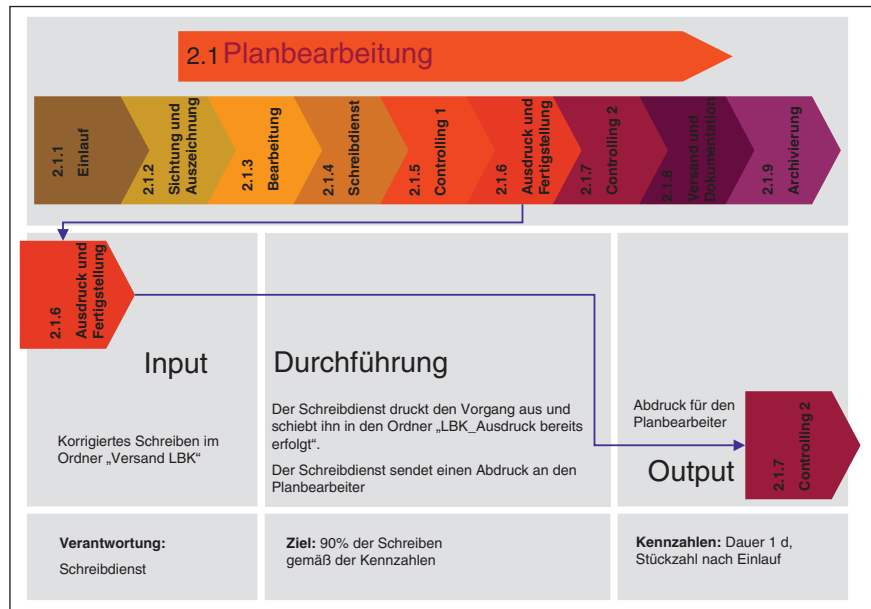 2.1 Planbearbeitung
2.1.1
Einlauf
2.1.2
Sichtung und
Auszeichnung
2.1.3
Bearbeitung
2.1.4
Schreibdienst
2.1.5
Controlling 1
2.1.6
Ausdruck und
Fertigstellung
2.1.7
Controlling 2
2.1.8
Versand und
Dokumentation
2.1.9
Archivierung
2.1.6
Ausdruck und
Fertigstellung
Input
Korrigiertes Schreiben im
Ordner „Versand LBK“
Durchführung
Der Schreibdienst druckt den Vorgang aus und
schiebt ihn in den Ordner „LBK_Ausdruck bereits
erfolgt“.
Der Schreibdienst sendet einen Abdruck an den
Planbearbeiter
Abdruck für den
Planbearbeiter
Output
2.1.7
Controlling 2
Verantwortung:
Schreibdienst
Ziel: 90% der Schreiben
gemäß der Kennzahlen
Kennzahlen: Dauer 1 d,
Stückzahl nach Einlauf